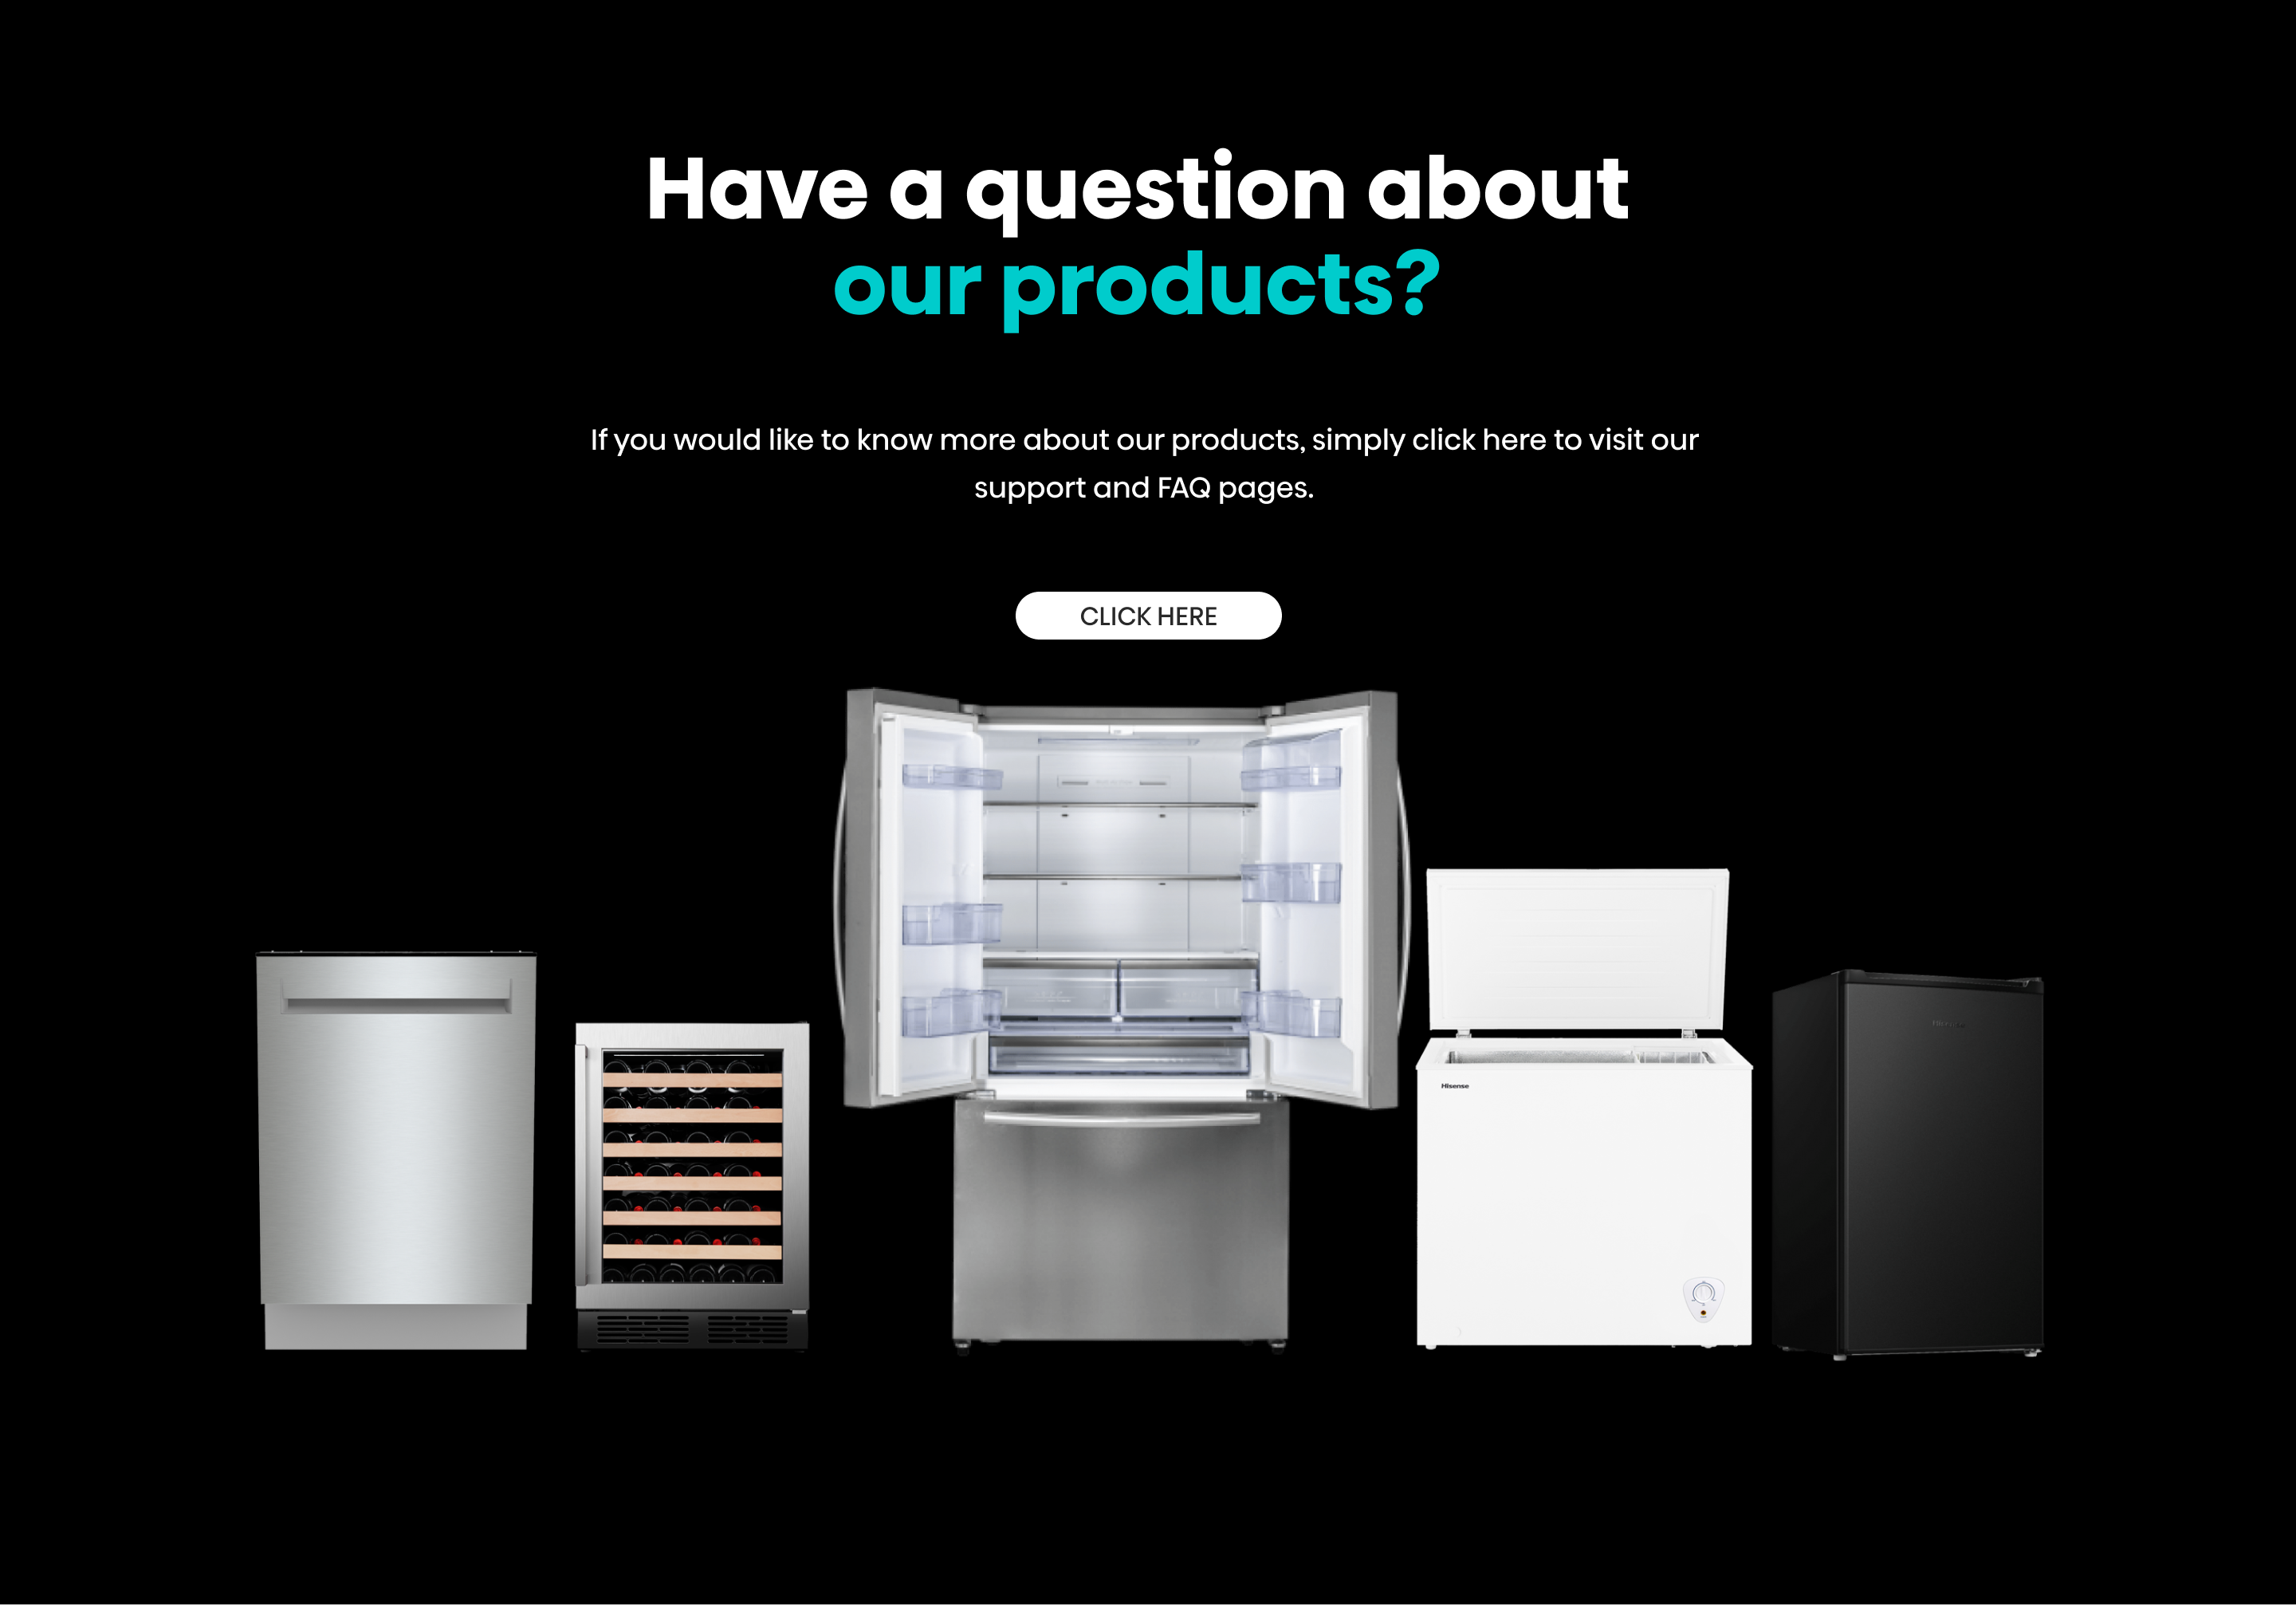 Have a question about
our products?
If you would like to know more about our products, simply click here to visit our
support and FAQ pages.
CLICK HERE
Hisense
Hisense